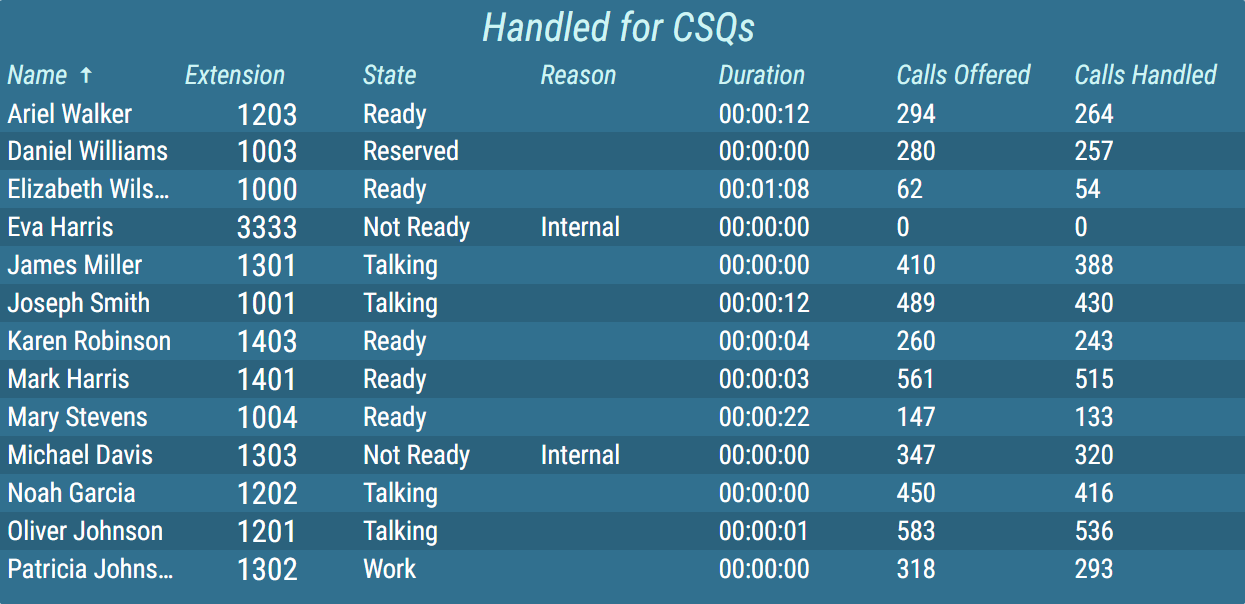 Handled for CSQs
Name ↑ Extension State Reason Duration Calls Offered Calls Handled
Ariel Walker 1203 Ready 00:00:12 294 264
Daniel Williams 1003 Reserved 00:00:00 280 257
Elizabeth Wils... 1000 Ready 00:01:08 62 54
Eva Harris 3333 Not Ready Internal 00:00:00 0 0
James Miller 1301 Talking 00:00:00 410 388
Joseph Smith 1001 Talking 00:00:12 489 430
Karen Robinson 1403 Ready 00:00:04 260 243
Mark Harris 1401 Ready 00:00:03 561 515
Mary Stevens 1004 Ready 00:00:22 147 133
Michael Davis 1303 Not Ready Internal 00:00:00 347 320
Noah Garcia 1202 Talking 00:00:00 450 416
Oliver Johnson 1201 Talking 00:00:01 583 536
Patricia Johns... 1302 Work 00:00:00 318 293